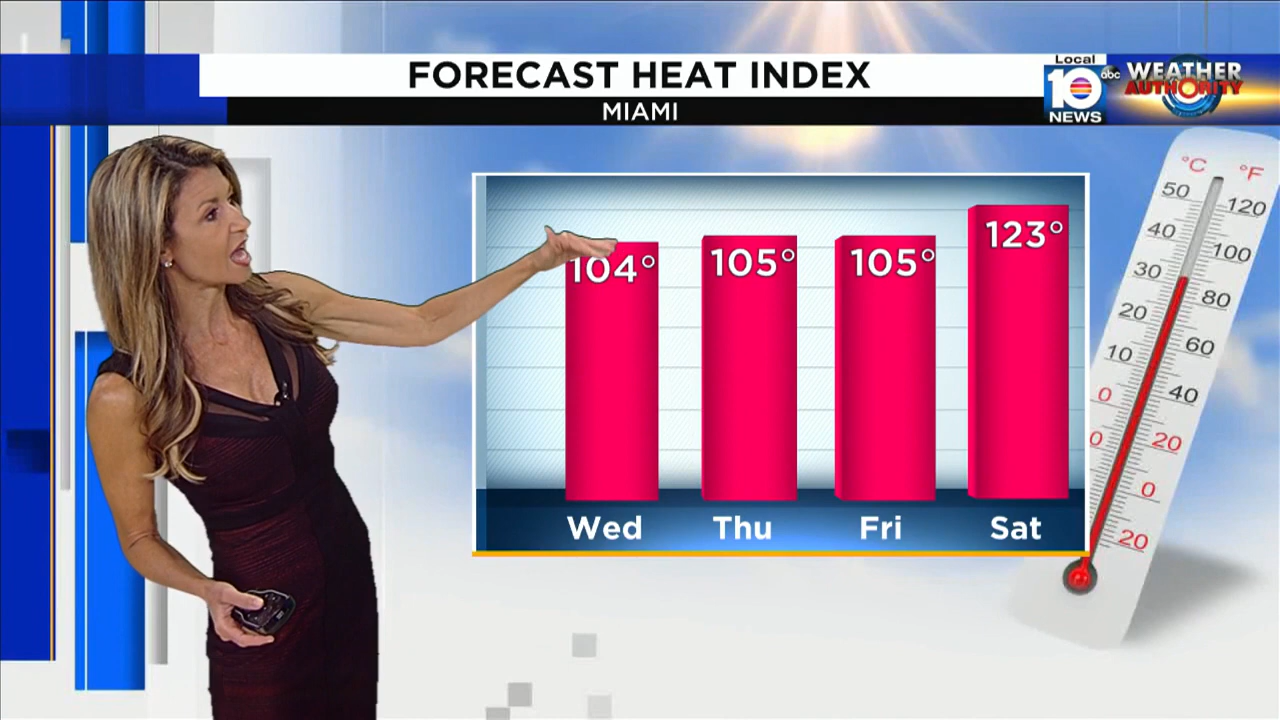 FORECAST HEAT INDEX
MIAMI
Local
10
abc
NEWS
WEATHER
AUTHORITY
104°
105°
105°
123°
Wed
Thu
Fri
Sat
°C °F
50 120
40 100
30 80
20 60
10 40
0 20
0 0
20